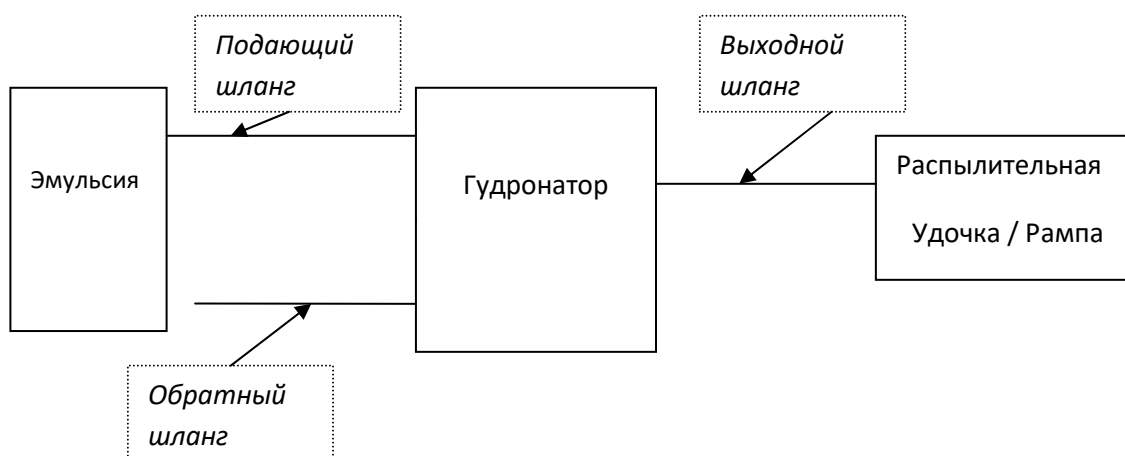 Подающий
шланг
Выходной
шланг
Эмульсия
Гудронатор
Распылительная
Удочка / Рампа
Обратный
шланг